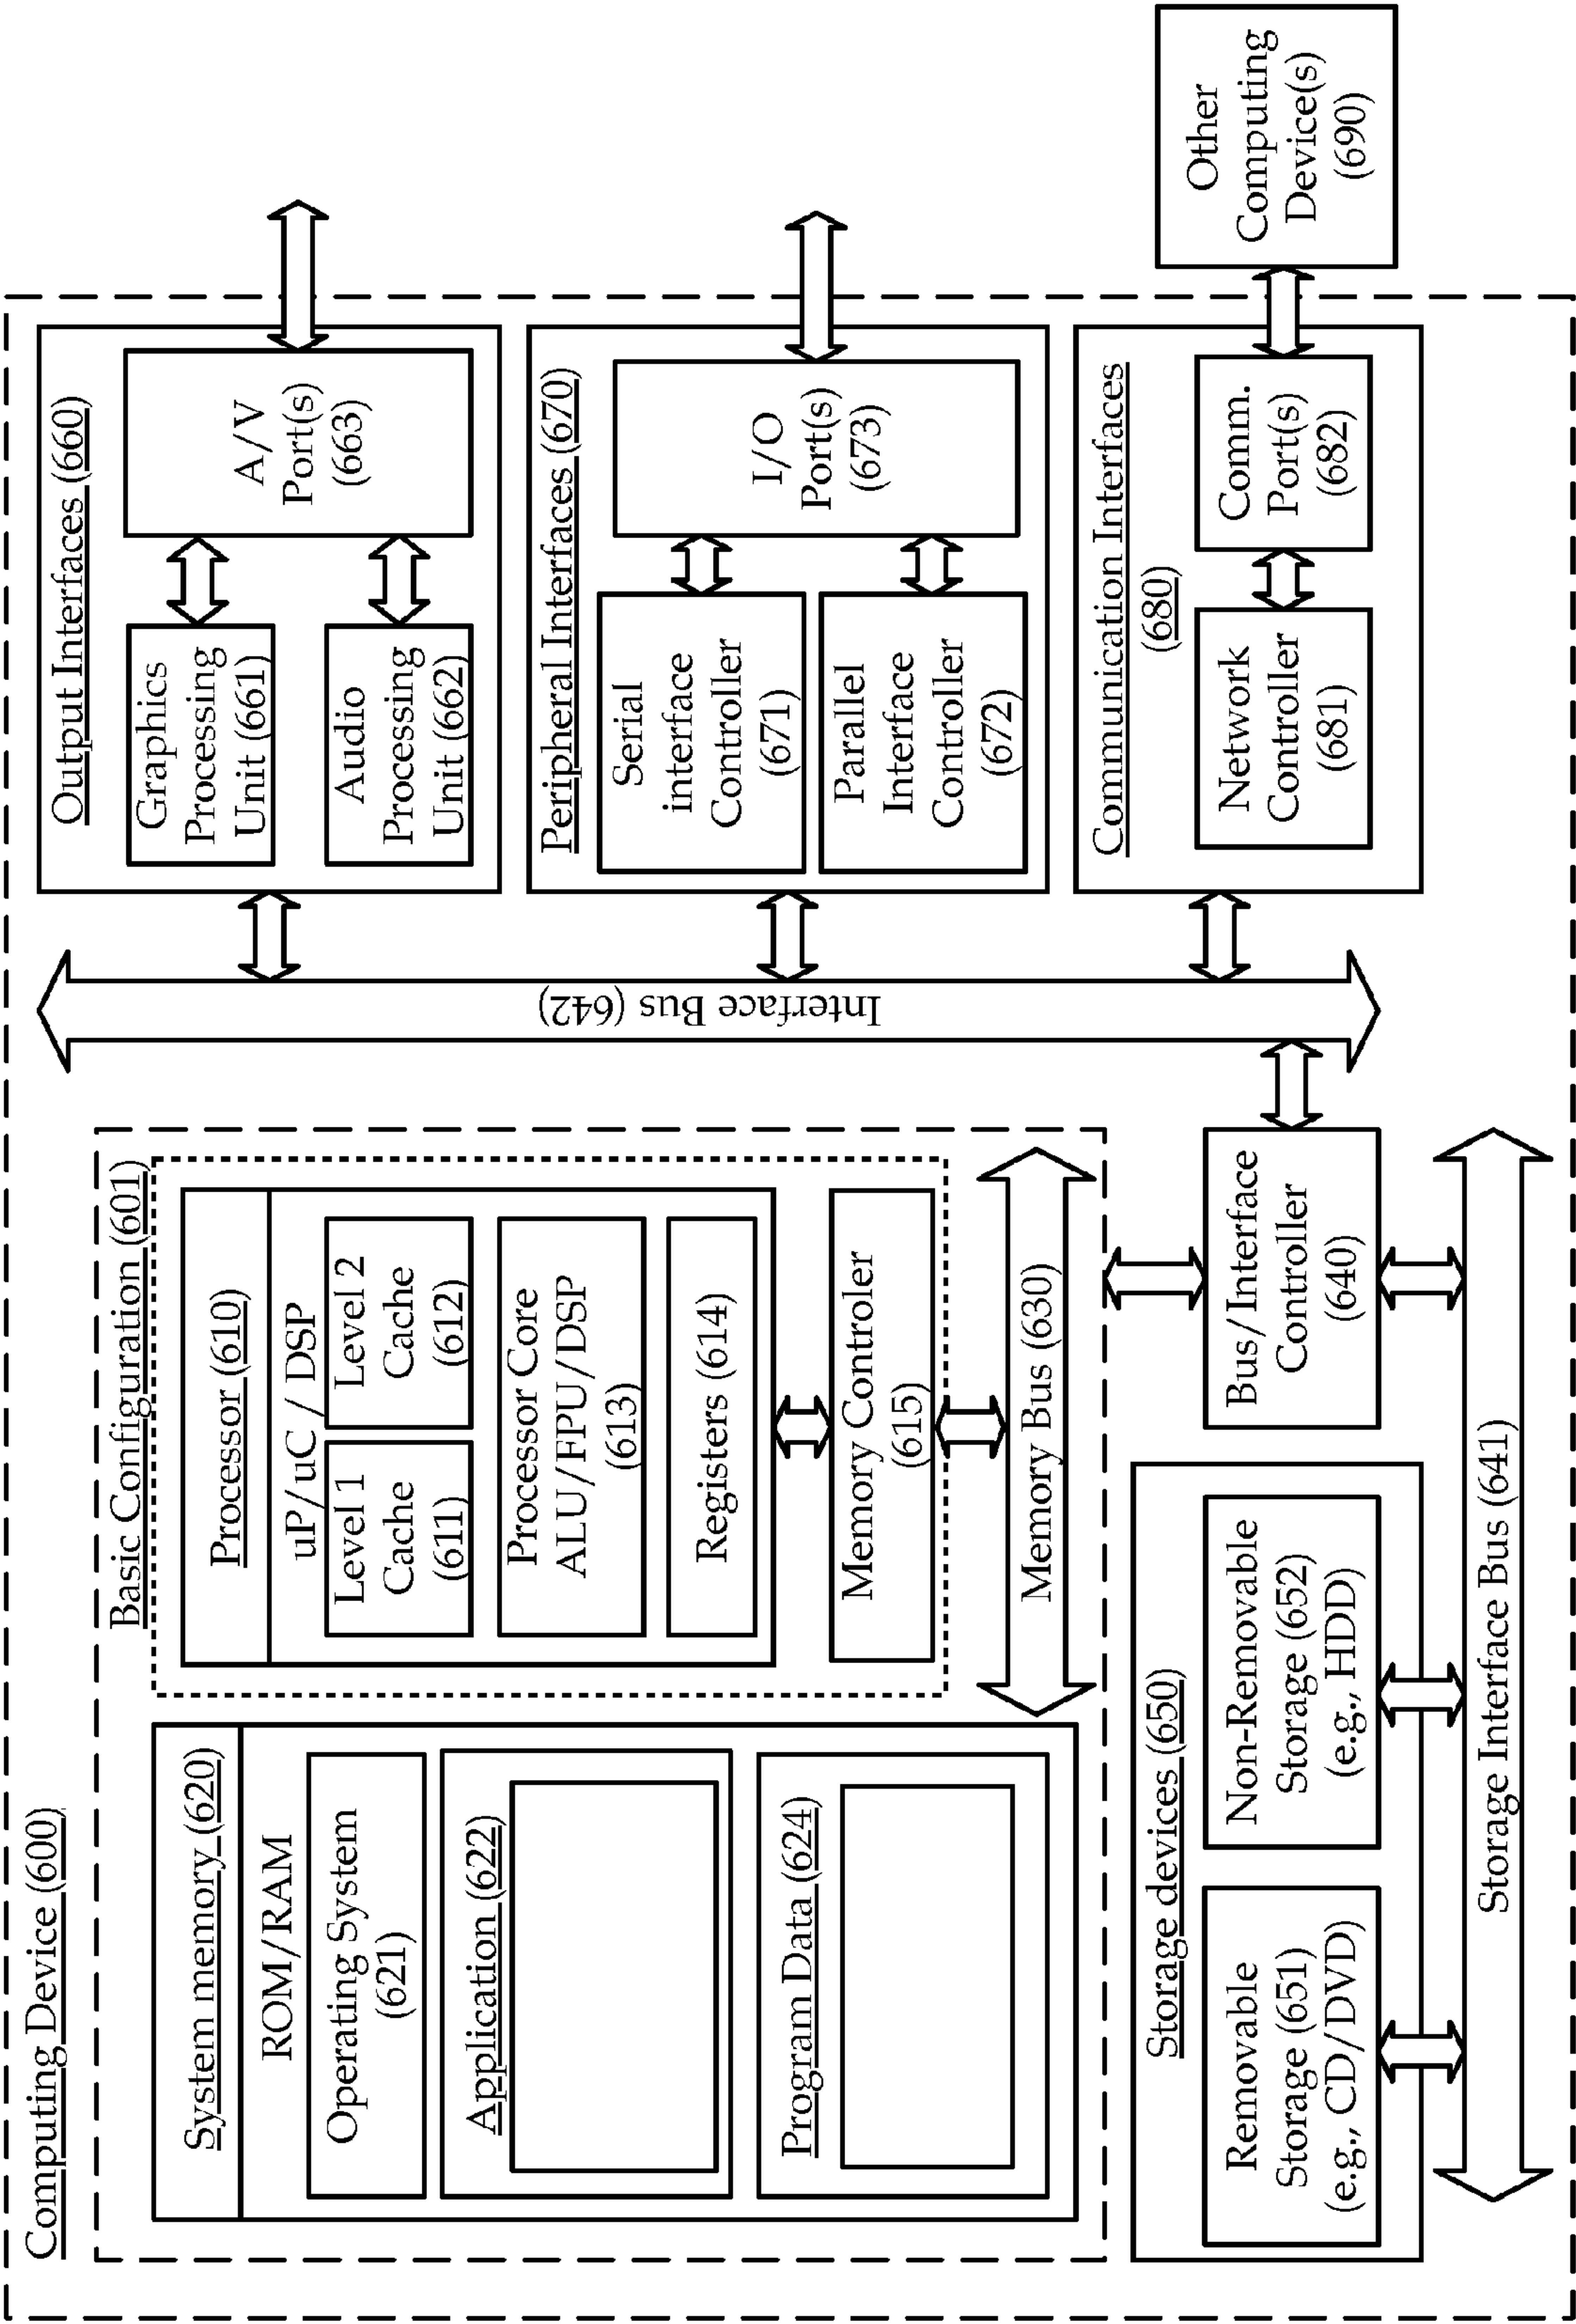 Computing Device (600)
Basic Configuration (601)
System memory (620)
ROM/RAM
Operating System
(621)
Application (622)
Program Data (624)
Processor (610)
uP/uC / DSP
Level 1
Cache
(611)
Level 2
Cache
(612)
Processor Core
ALU/FPU/DSP
(613)
Registers (614)
Memory Controler
(615)
Memory Bus (630)
Bus/Interface
Controller
(640)
Interface Bus (642)
Output Interfaces (660)
Graphics
Processing
Unit (661)
Audio
Processing
Unit (662)
A/V
Port(s)
(663)
Peripheral Interfaces (670)
Serial
interface
Controller
(671)
Parallel
Interface
Controller
(672)
I/O
Port(s)
(673)
Communication Interfaces
(680)
Network
Controller
(681)
Comm.
Port(s)
(682)
Other
Computing
Device(s)
(690)
Storage devices (650)
Removable
Storage (651)
(e.g., CD/DVD)
Non-Removable
Storage (652)
(e.g., HDD)
Storage Interface Bus (641)